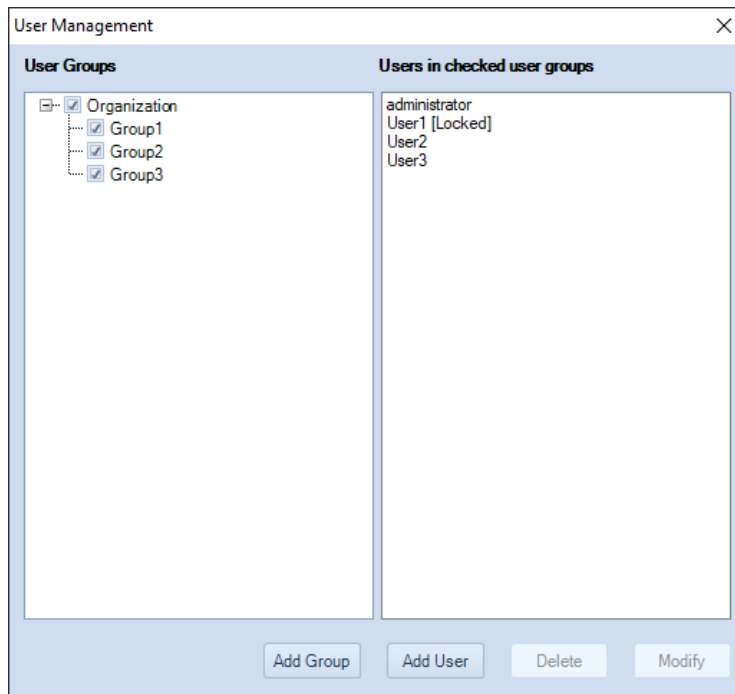 User Management
User Groups
Users in checked user groups
Organization
Group1
Group2
Group3
administrator
User1 [Locked]
User2
User3
Add Group
Add User
Delete
Modify